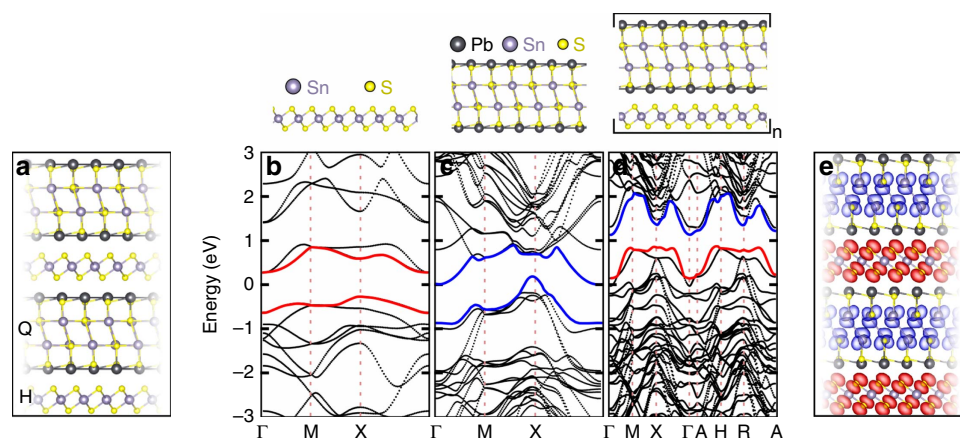 Pb Sn S
Sn S
n
a b c d e
3
2
1
0
−1
−2
−3
Energy (eV)
Q
H
Γ M X Γ M X Γ M X Γ A H R A